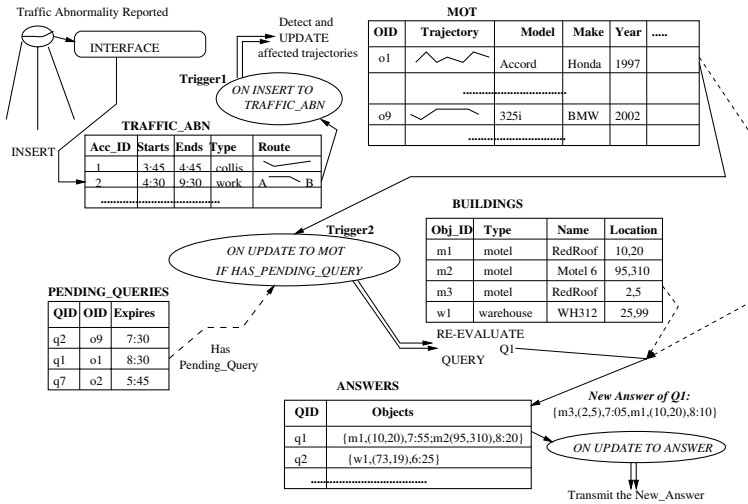 Traffic Abnormality Reported
INTERFACE
Detect and
UPDATE
affected trajectories
Trigger1
ON INSERT TO
TRAFFIC_ABN
MOT
OID Trajectory Model Make Year .....
o1 Accord Honda 1997
o9 325i BMW 2002
INSERT
TRAFFIC_ABN
Acc_ID Starts Ends Type Route
1 3:45 4:45 collis
2 4:30 9:30 work A B
Trigger2
ON UPDATE TO MOT
IF HAS_PENDING_QUERY
BUILDINGS
Obj_ID Type Name Location
m1 motel RedRoof 10,20
m2 motel Motel 6 95,310
m3 motel RedRoof 2,5
w1 warehouse WH312 25,99
PENDING_QUERIES
QID OID Expires
q2 o9 7:30
q1 o1 8:30
q7 o2 5:45
Has
Pending_Query
RE-EVALUATE
QUERY Q1
ANSWERS
QID Objects
q1 {m1,(10,20),7:55;m2(95,310),8:20}
q2 {w1,(73,19),6:25}
New Answer of Q1:
{m3,(2,5),7:05,m1,(10,20),8:10}
ON UPDATE TO ANSWER
Transmit the New_Answer